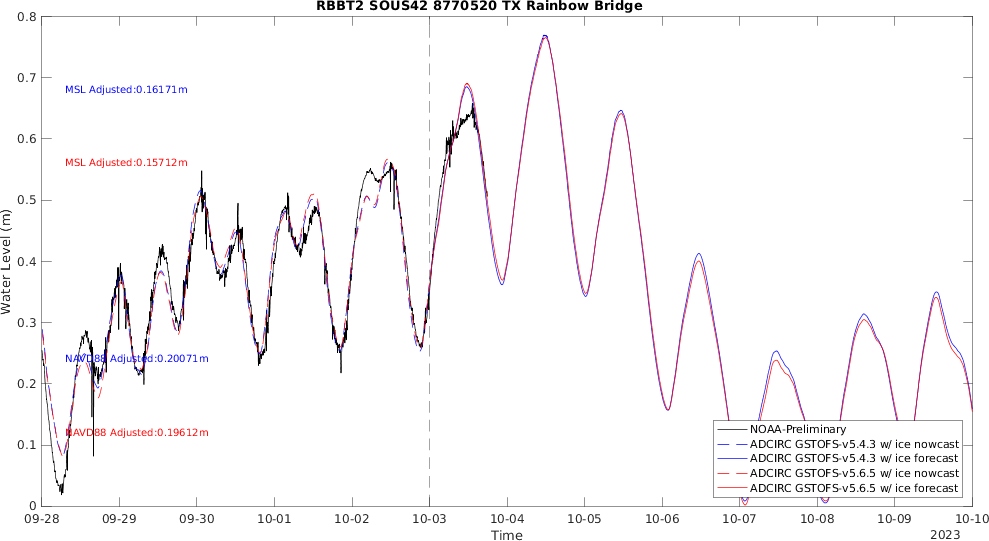 RBBT2 SOUS42 8770520 TX Rainbow Bridge
0.8
0.7
0.6
0.5
0.4
0.3
0.2
0.1
0
Water Level (m)
MSL Adjusted:0.16171m
MSL Adjusted:0.15712m
NAVD88 Adjusted:0.20071m
NAVD88 Adjusted:0.19612m
NOAA-Preliminary
ADCIRC GSTOFS-v5.4.3 w/ ice nowcast
ADCIRC GSTOFS-v5.4.3 w/ ice forecast
ADCIRC GSTOFS-v5.6.5 w/ ice nowcast
ADCIRC GSTOFS-v5.6.5 w/ ice forecast
09-28 09-29 09-30 10-01 10-02 10-03 10-04 10-05 10-06 10-07 10-08 10-09 10-10
Time
2023